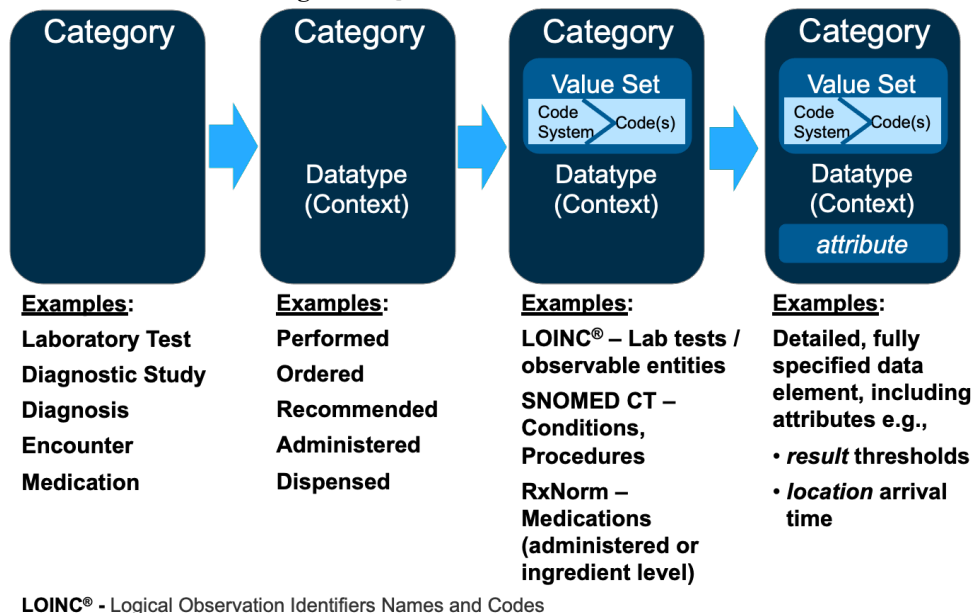 Category
Category
Datatype
(Context)
Category
Value Set
Code
System
Code(s)
Datatype
(Context)
Category
Value Set
Code
System
Code(s)
Datatype
(Context)
attribute
Examples:
Laboratory Test
Diagnostic Study
Diagnosis
Encounter
Medication
Examples:
Performed
Ordered
Recommended
Administered
Dispensed
Examples:
LOINC® – Lab tests /
observable entities
SNOMED CT –
Conditions,
Procedures
RxNorm –
Medications
(administered or
ingredient level)
Examples:
Detailed, fully
specified data
element, including
attributes e.g.,
• result thresholds
• location arrival
time
LOINC® - Logical Observation Identifiers Names and Codes